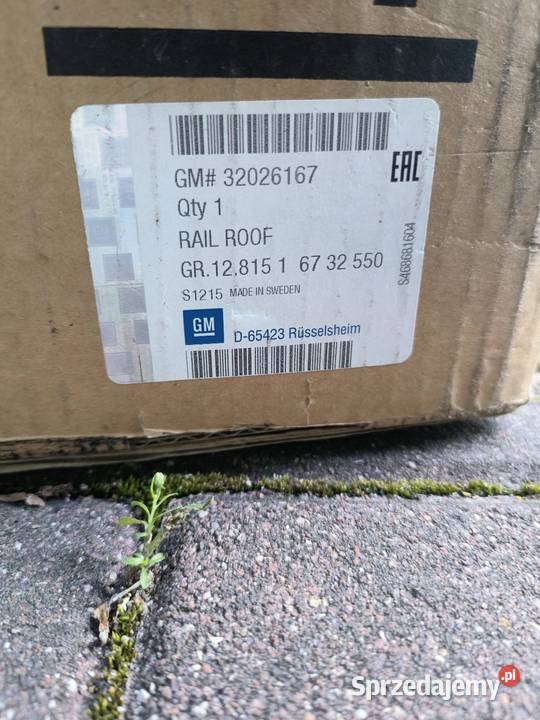 GM# 32026167
EAC
Qty 1
RAIL ROOF
GR.12.815 1 67 32 550
S1215 MADE IN SWEDEN
S468681604
GM
D-65423 Rüsselsheim
Sprzedajemy.pl